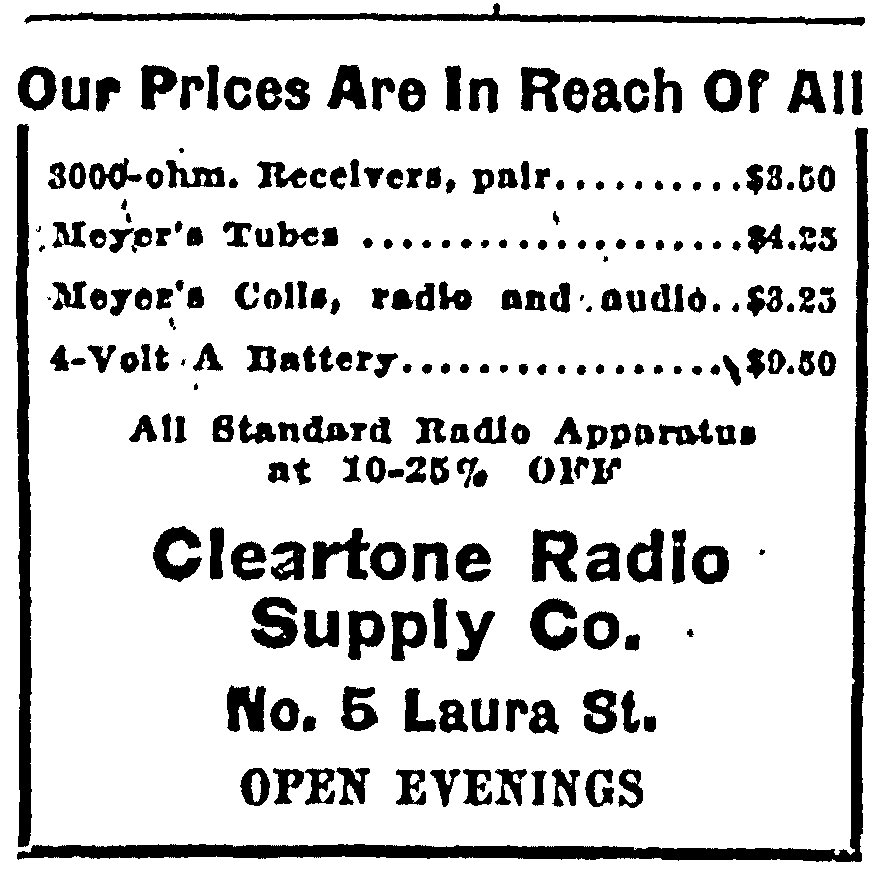 Our Prices Are In Reach Of All
3000-ohm. Receivers, pair..........$3.50
Meyer's Tubes ....................$4.25
Meyer's Coils, radio and audio..$3.25
4-Volt A Battery.................$9.50
All Standard Radio Apparatus
at 10-25% OFF
Cleartone Radio
Supply Co.
No. 5 Laura St.
OPEN EVENINGS